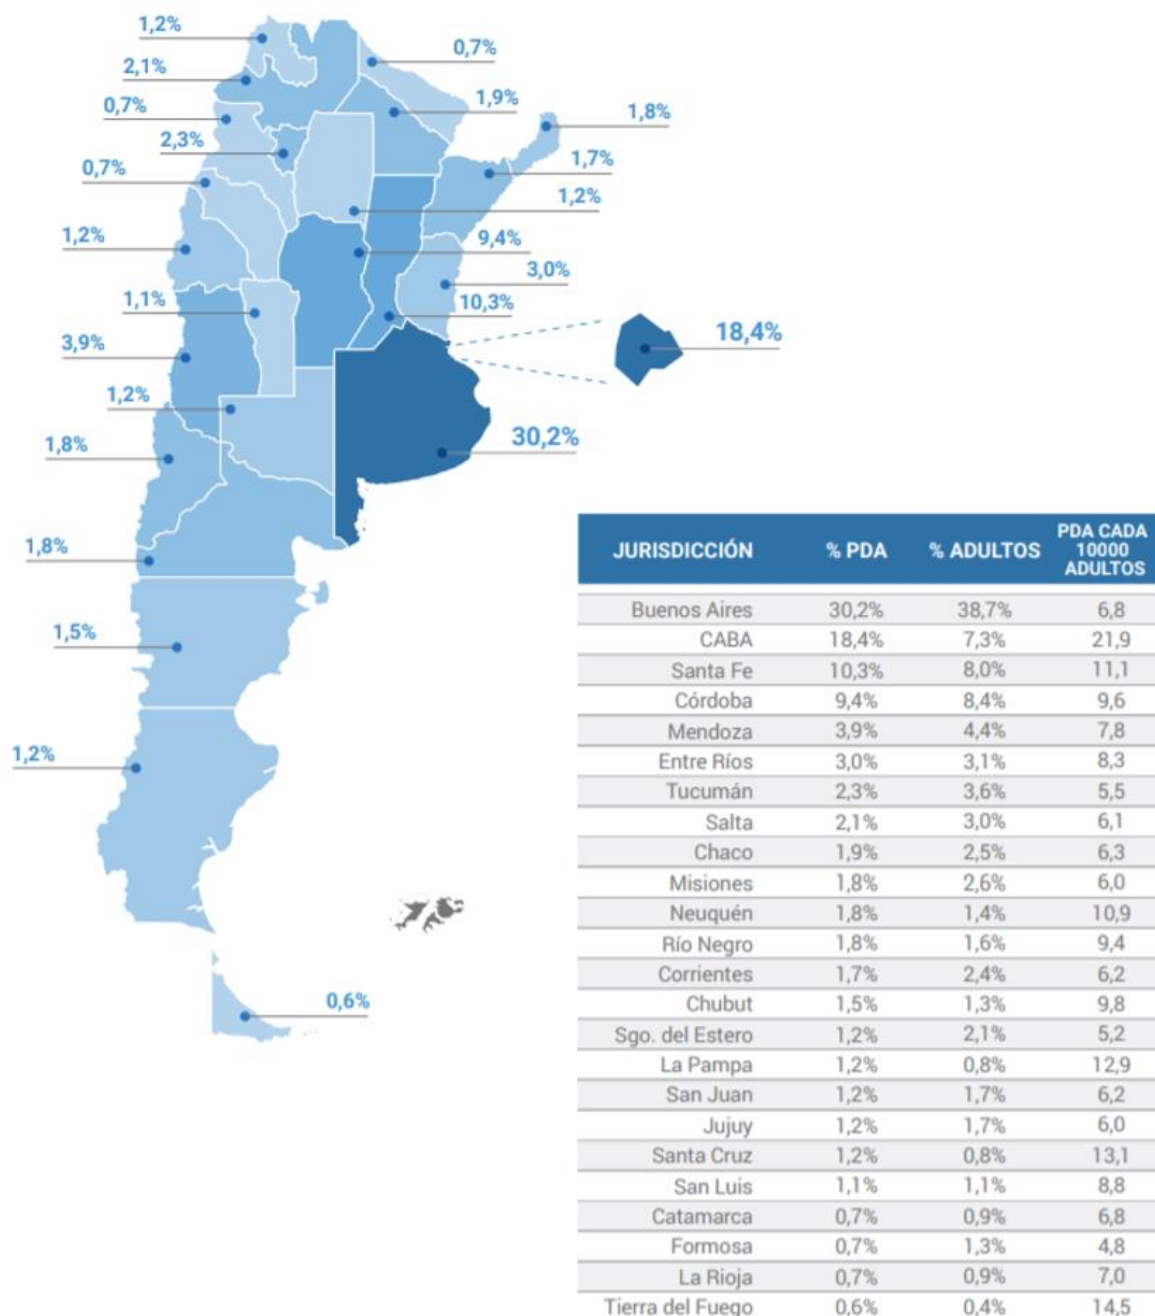 1,2%
0,7%
2,1%
0,7%
1,9%
1,8%
2,3%
1,7%
0,7%
1,2%
1,2%
9,4%
3,0%
1,1%
10,3%
3,9%
18,4%
1,2%
1,8%
30,2%
1,8%
1,5%
1,2%
0,6%
JURISDICCIÓN % PDA % ADULTOS PDA CADA 10000 ADULTOS
Buenos Aires 30,2% 38,7% 6,8
CABA 18,4% 7,3% 21,9
Santa Fe 10,3% 8,0% 11,1
Córdoba 9,4% 8,4% 9,6
Mendoza 3,9% 4,4% 7,8
Entre Ríos 3,0% 3,1% 8,3
Tucumán 2,3% 3,6% 5,5
Salta 2,1% 3,0% 6,1
Chaco 1,9% 2,5% 6,3
Misiones 1,8% 2,6% 6,0
Neuquén 1,8% 1,4% 10,9
Río Negro 1,8% 1,6% 9,4
Corrientes 1,7% 2,4% 6,2
Chubut 1,5% 1,3% 9,8
Sgo. del Estero 1,2% 2,1% 5,2
La Pampa 1,2% 0,8% 12,9
San Juan 1,2% 1,7% 6,2
Jujuy 1,2% 1,7% 6,0
Santa Cruz 1,2% 0,8% 13,1
San Luis 1,1% 1,1% 8,8
Catamarca 0,7% 0,9% 6,8
Formosa 0,7% 1,3% 4,8
La Rioja 0,7% 0,9% 7,0
Tierra del Fuego 0,6% 0,4% 14,5